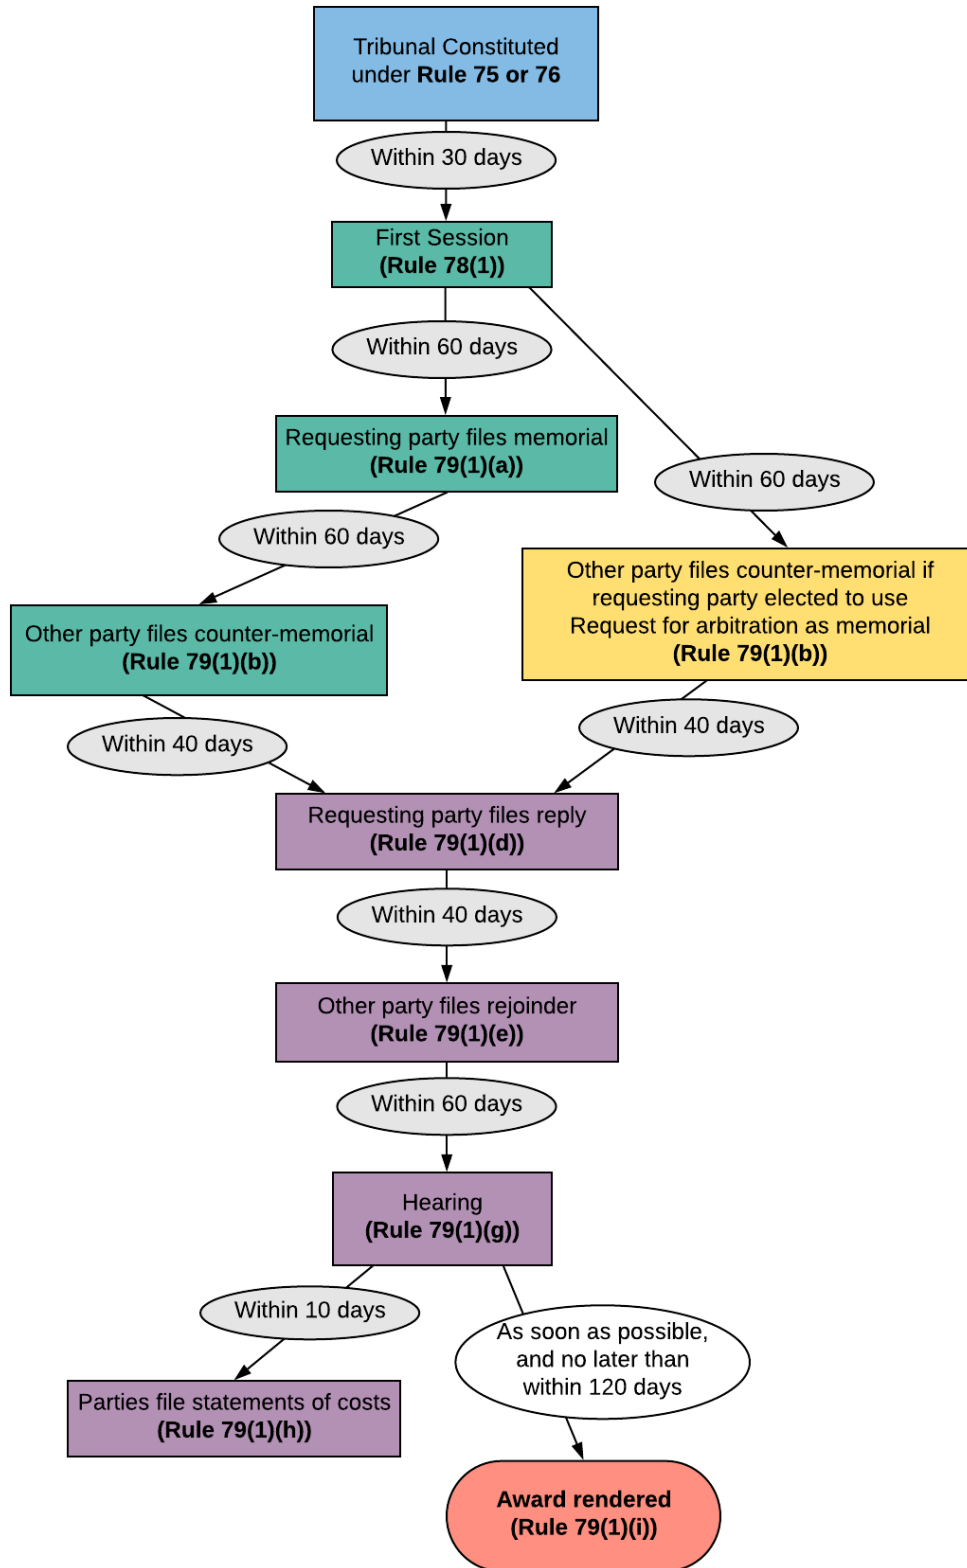 Tribunal Constituted
under Rule 75 or 76
Within 30 days
First Session
(Rule 78(1))
Within 60 days
Requesting party files memorial
(Rule 79(1)(a))
Within 60 days
Within 60 days
Other party files counter-memorial if
requesting party elected to use
Request for arbitration as memorial
(Rule 79(1)(b))
Other party files counter-memorial
(Rule 79(1)(b))
Within 40 days
Within 40 days
Requesting party files reply
(Rule 79(1)(d))
Within 40 days
Other party files rejoinder
(Rule 79(1)(e))
Within 60 days
Hearing
(Rule 79(1)(g))
Within 10 days
As soon as possible,
and no later than
within 120 days
Parties file statements of costs
(Rule 79(1)(h))
Award rendered
(Rule 79(1)(i))